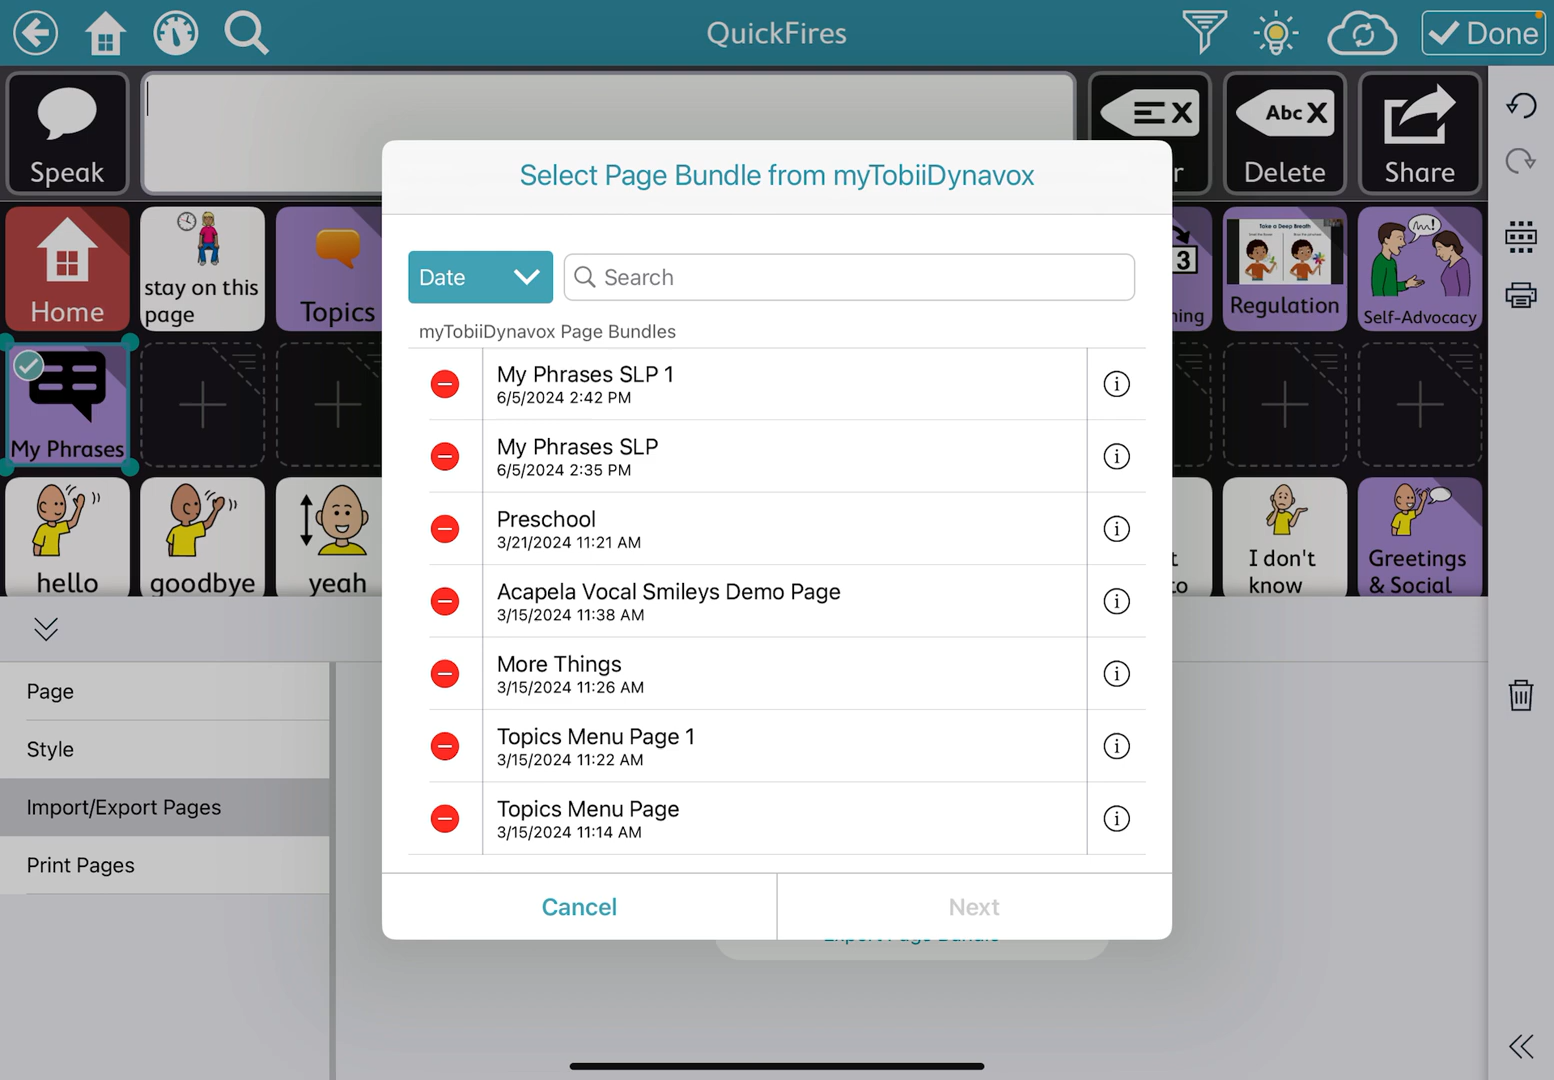 QuickFires
Done
Speak
Abc X
Delete
Share
Select Page Bundle from myTobiiDynavox
Date
Search
myTobiiDynavox Page Bundles
My Phrases SLP 1
6/5/2024 2:42 PM
My Phrases SLP
6/5/2024 2:35 PM
Preschool
3/21/2024 11:21 AM
Acapela Vocal Smileys Demo Page
3/15/2024 11:38 AM
More Things
3/15/2024 11:26 AM
Topics Menu Page 1
3/15/2024 11:22 AM
Topics Menu Page
3/15/2024 11:14 AM
Cancel
Next
Home
stay on this
page
Topics
3
Take a Deep Breath
Regulation
Self-Advocacy
My Phrases
hello
goodbye
yeah
I don't
know
Greetings
& Social
Page
Style
Import/Export Pages
Print Pages